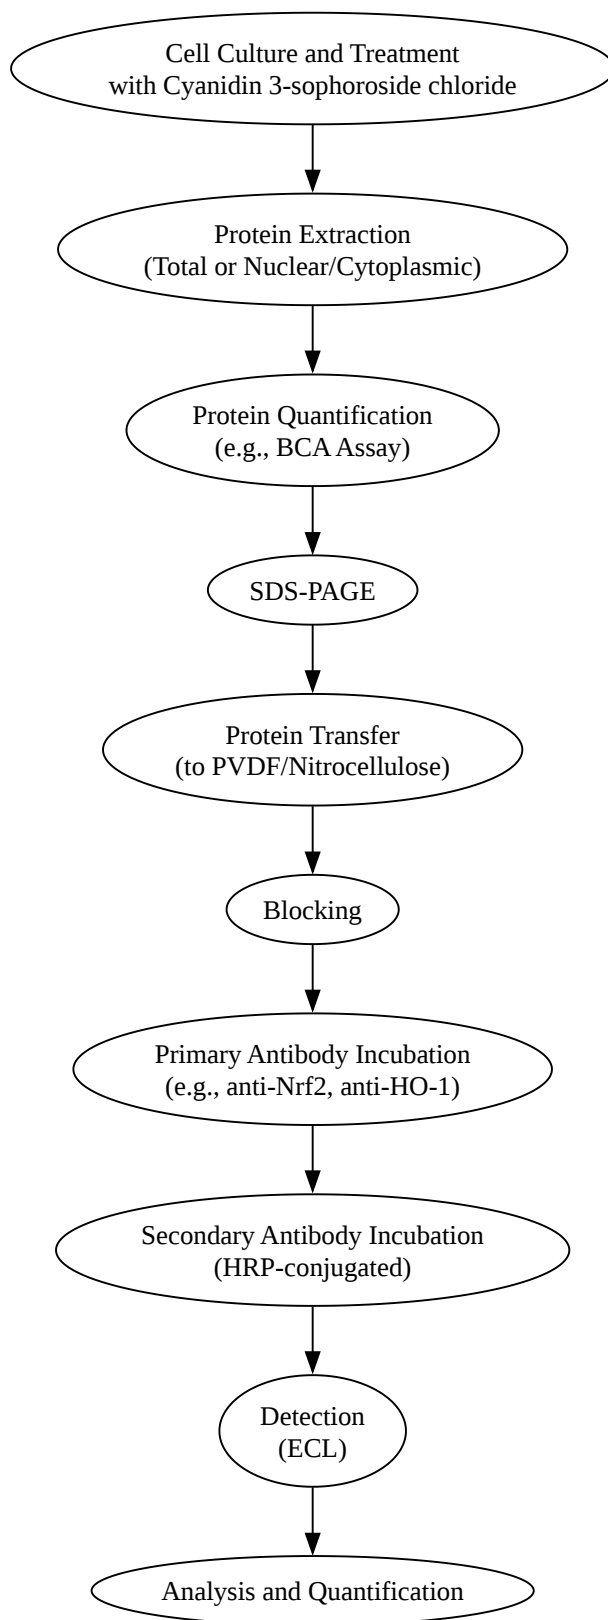 Cell Culture and Treatment
with Cyanidin 3-sophoroside chloride
Protein Extraction
(Total or Nuclear/Cytoplasmic)
Protein Quantification
(e.g., BCA Assay)
SDS-PAGE
Protein Transfer
(to PVDF/Nitrocellulose)
Blocking
Primary Antibody Incubation
(e.g., anti-Nrf2, anti-HO-1)
Secondary Antibody Incubation
(HRP-conjugated)
Detection
(ECL)
Analysis and Quantification